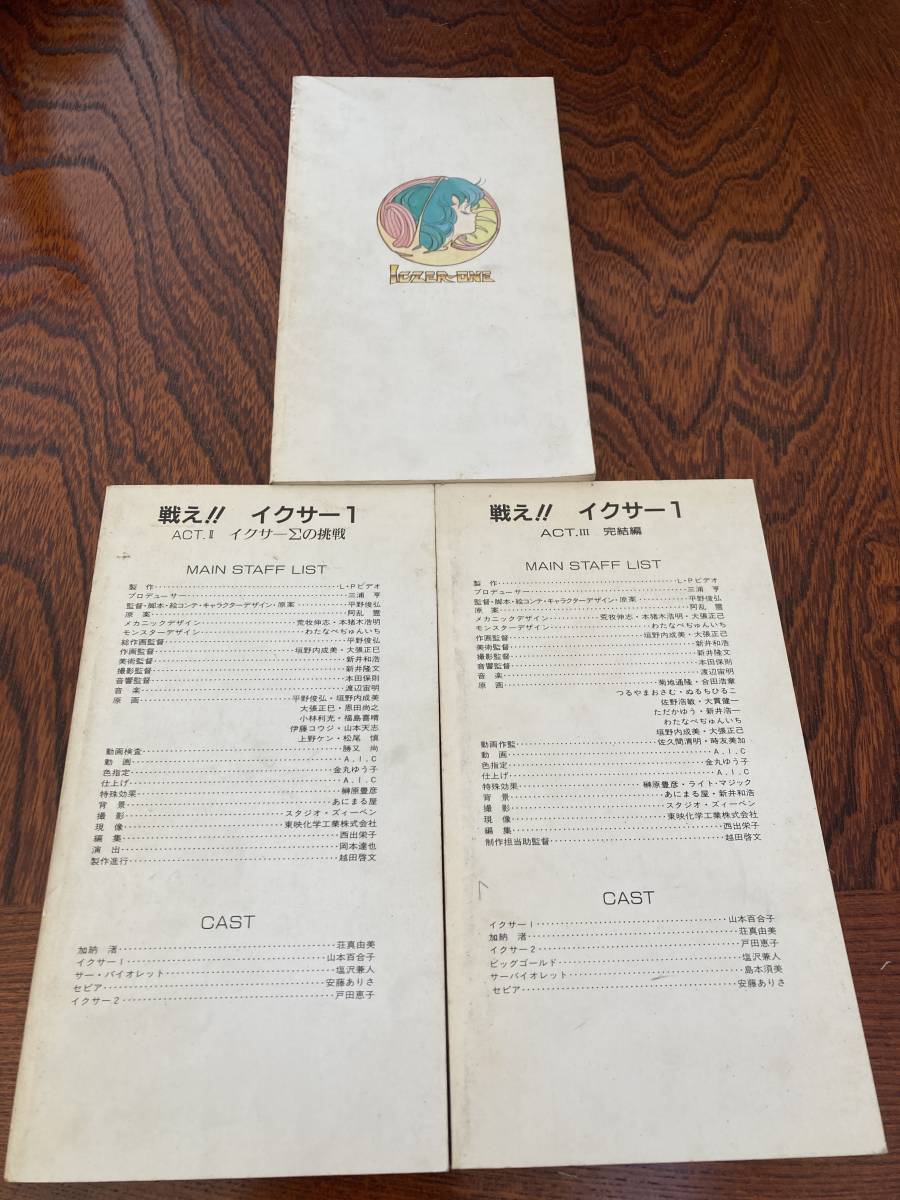 ICZER-ONE
戦え!! イクサー1
ACT.Ⅱ イクサーΣの挑戦
MAIN STAFF LIST
製作 L・Pビデオ
プロデューサー 三浦 亨
監督・脚本・絵コンテ・キャラクターデザイン・原案 平野俊弘
原案 阿乱 霊
メカニックデザイン 荒牧伸志・本猪木浩明
モンスターデザイン わたなべぢゅんいち
総作画監督 平野俊弘
作画監督 垣野内成美・大張正巳
美術監督 新井和浩
撮影監督 新井隆文
音響監督 本田保則
音楽 渡辺宙明
原画 平野俊弘・垣野内成美
大張正巳・恩田尚之
小林利充・福島喜晴
伊藤コウジ・山本天志
上野ケン・松尾 慎
動画検査 勝又 尚
動画 A.I.C
色指定 金丸ゆう子
仕上げ A.I.C
特殊効果 榊原豊彦
背景 あにまる屋
撮影 スタジオ・ズィーベン
現像 東映化学工業株式会社
編集 西出栄子
演出 岡本達也
製作進行 越田啓文
CAST
加納 渚 荘真由美
イクサー1 山本百合子
サー・バイオレット 塩沢兼人
セピア 安藤ありさ
イクサー2 戸田恵子
戦え!! イクサー1
ACT.Ⅲ 完結編
MAIN STAFF LIST
製作 L・Pビデオ
プロデューサー 三浦 亨
監督・脚本・絵コンテ・キャラクターデザイン・原案 平野俊弘
原案 阿乱 霊
メカニックデザイン 荒牧伸志・本猪木浩明・大張正巳
モンスターデザイン わたなべぢゅんいち
作画監督 垣野内成美・大張正巳
美術監督 新井和浩
撮影監督 新井隆文
音響監督 本田保則
音楽 渡辺宙明
原画 菊地通隆・合田浩章
つるやまおさむ・ぬるちひるこ
佐野浩敏・大貫健一
ただかゆう・新井浩一
わたなべぢゅんいち
垣野内成美・大張正己
動画作監 佐久間清明・時友美加
動画 A.I.C
色指定 金丸ゆう子
仕上げ A.I.C
特殊効果 榊原豊彦・ライト・マジック
背景 あにまる屋・新井和浩
撮影 スタジオ・ズィーベン
現像 東映化学工業株式会社
編集 西出栄子
制作担当助監督 越田啓文
CAST
イクサー1 山本百合子
加納 渚 荘真由美
イクサー2 戸田恵子
ビッグゴールド 塩沢兼人
サーバイオレット 島本須美
セピア 安藤ありさ